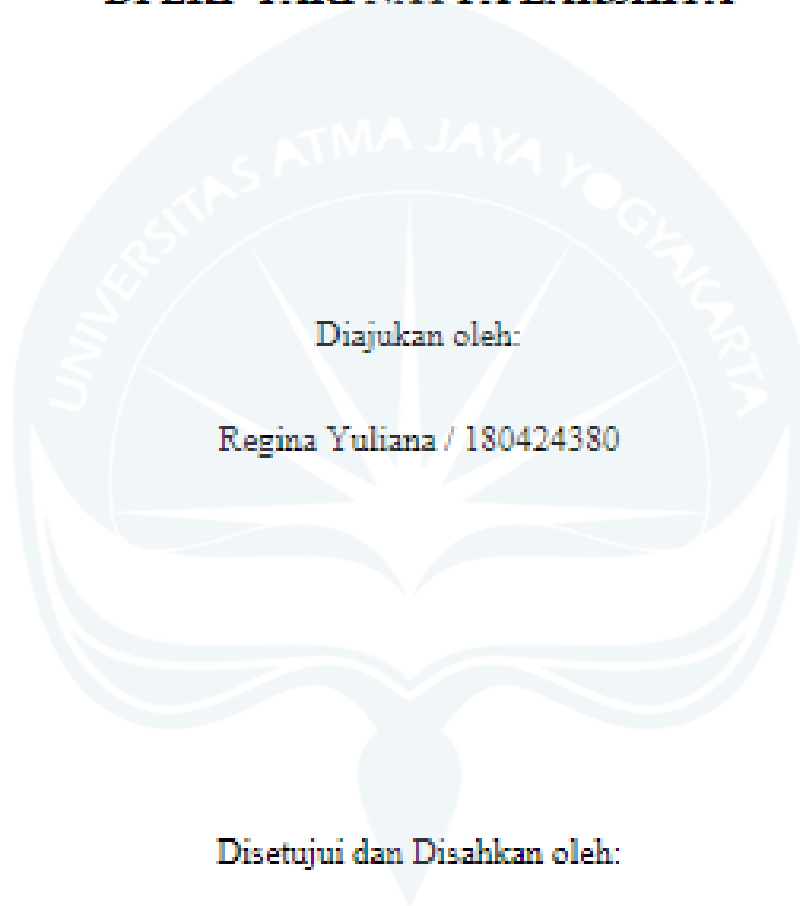 UNIVERSITAS ATMA JAYA YOGYAKARTA
Diajukan oleh:
Regina Yuliana / 180424380
Disetujui dan Disahkan oleh: